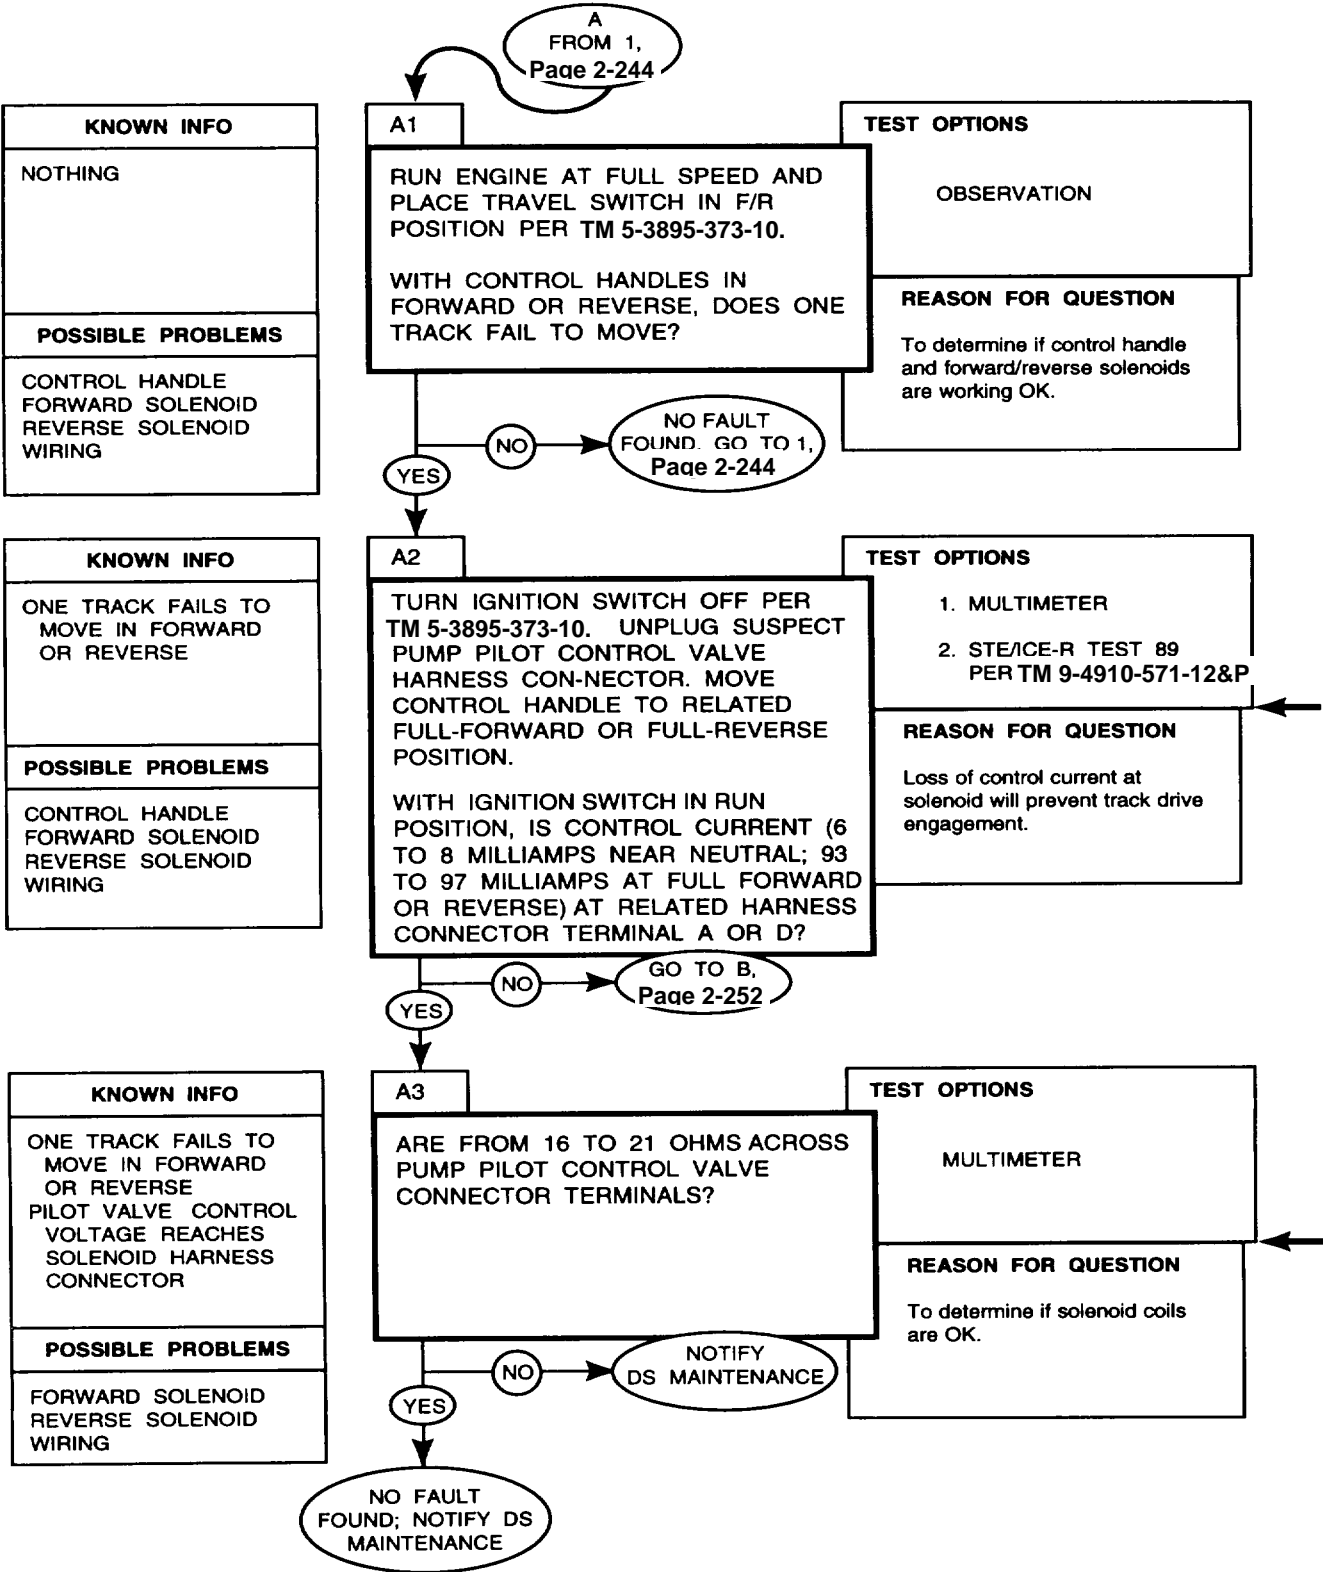 A
FROM 1,
Page 2-244
KNOWN INFO
NOTHING
POSSIBLE PROBLEMS
CONTROL HANDLE
FORWARD SOLENOID
REVERSE SOLENOID
WIRING
A1
RUN ENGINE AT FULL SPEED AND
PLACE TRAVEL SWITCH IN F/R
POSITION PER TM 5-3895-373-10.
WITH CONTROL HANDLES IN
FORWARD OR REVERSE, DOES ONE
TRACK FAIL TO MOVE?
TEST OPTIONS
OBSERVATION
REASON FOR QUESTION
To determine if control handle
and forward/reverse solenoids
are working OK.
NO
NO FAULT
FOUND. GO TO 1,
Page 2-244
YES
KNOWN INFO
ONE TRACK FAILS TO
MOVE IN FORWARD
OR REVERSE
POSSIBLE PROBLEMS
CONTROL HANDLE
FORWARD SOLENOID
REVERSE SOLENOID
WIRING
A2
TURN IGNITION SWITCH OFF PER
TM 5-3895-373-10. UNPLUG SUSPECT
PUMP PILOT CONTROL VALVE
HARNESS CON-NECTOR. MOVE
CONTROL HANDLE TO RELATED
FULL-FORWARD OR FULL-REVERSE
POSITION.
WITH IGNITION SWITCH IN RUN
POSITION, IS CONTROL CURRENT (6
TO 8 MILLIAMPS NEAR NEUTRAL; 93
TO 97 MILLIAMPS AT FULL FORWARD
OR REVERSE) AT RELATED HARNESS
CONNECTOR TERMINAL A OR D?
TEST OPTIONS
1. MULTIMETER
2. STE/ICE-R TEST 89
PER TM 9-4910-571-12&P
REASON FOR QUESTION
Loss of control current at
solenoid will prevent track drive
engagement.
NO
GO TO B,
Page 2-252
YES
KNOWN INFO
ONE TRACK FAILS TO
MOVE IN FORWARD
OR REVERSE
PILOT VALVE CONTROL
VOLTAGE REACHES
SOLENOID HARNESS
CONNECTOR
POSSIBLE PROBLEMS
FORWARD SOLENOID
REVERSE SOLENOID
WIRING
A3
ARE FROM 16 TO 21 OHMS ACROSS
PUMP PILOT CONTROL VALVE
CONNECTOR TERMINALS?
TEST OPTIONS
MULTIMETER
REASON FOR QUESTION
To determine if solenoid coils
are OK.
NO
NOTIFY
DS MAINTENANCE
YES
NO FAULT
FOUND; NOTIFY DS
MAINTENANCE